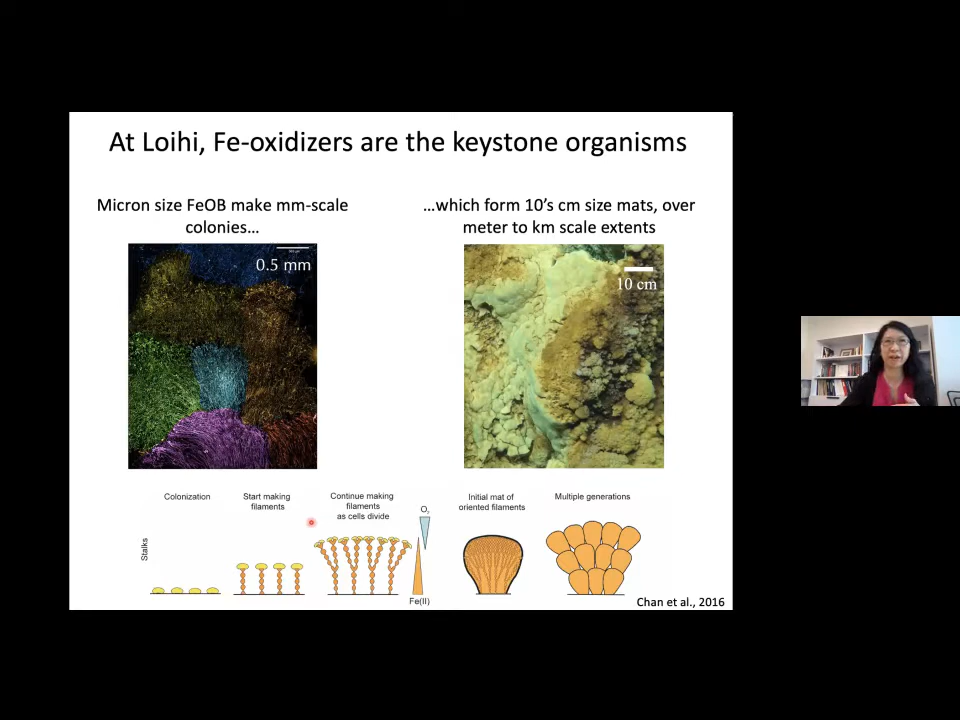 At Loihi, Fe-oxidizers are the keystone organisms
Micron size FeOB make mm-scale
colonies…
…which form 10's cm size mats, over
meter to km scale extents
0.5 mm
10 cm
Colonization
Start making
filaments
Continue making
filaments
as cells divide
O₂
Initial mat of
oriented filaments
Multiple generations
Stalks
Fe(II)
Chan et al., 2016